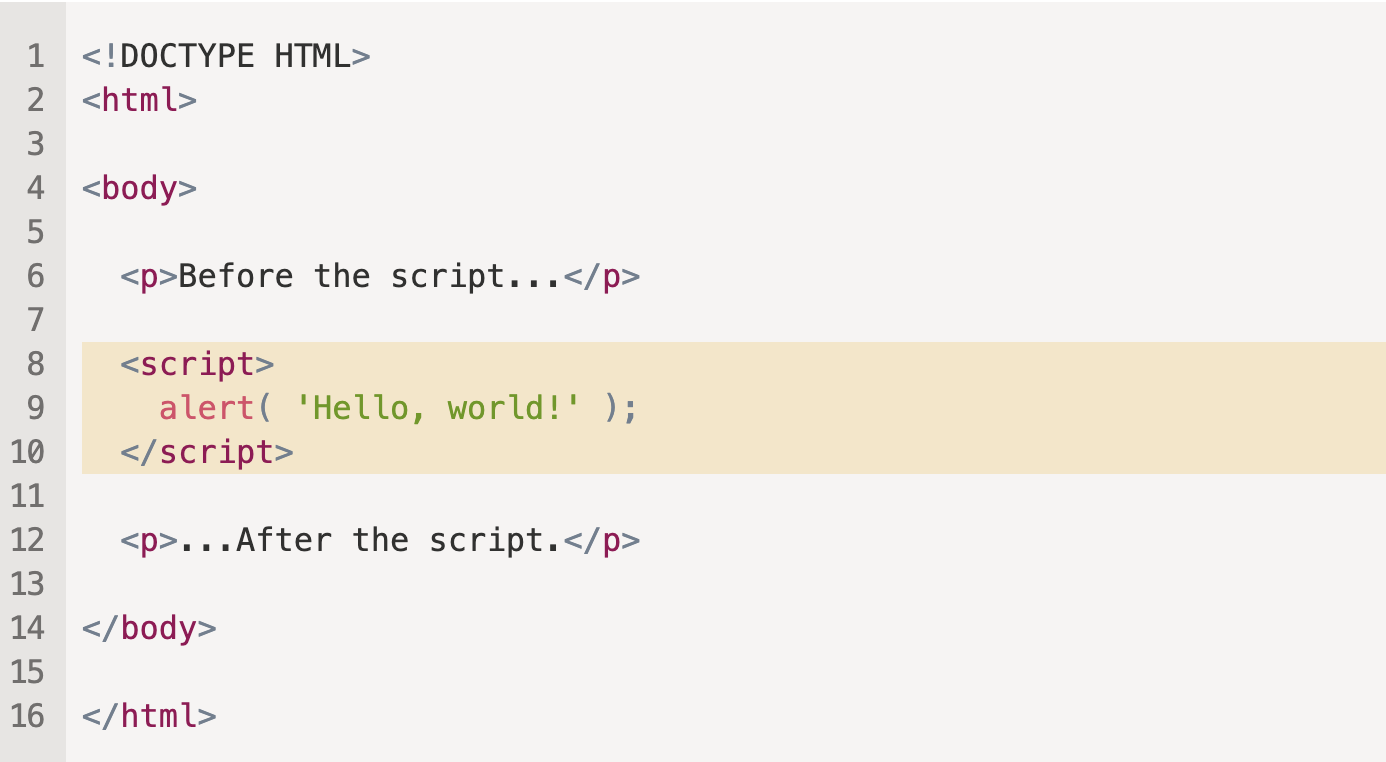 1 <!DOCTYPE HTML>
2 <html>
3
4 <body>
5
6   <p>Before the script...</p>
7
8   <script>
9     alert( 'Hello, world!' );
10   </script>
11
12   <p>...After the script.</p>
13
14 </body>
15
16 </html>